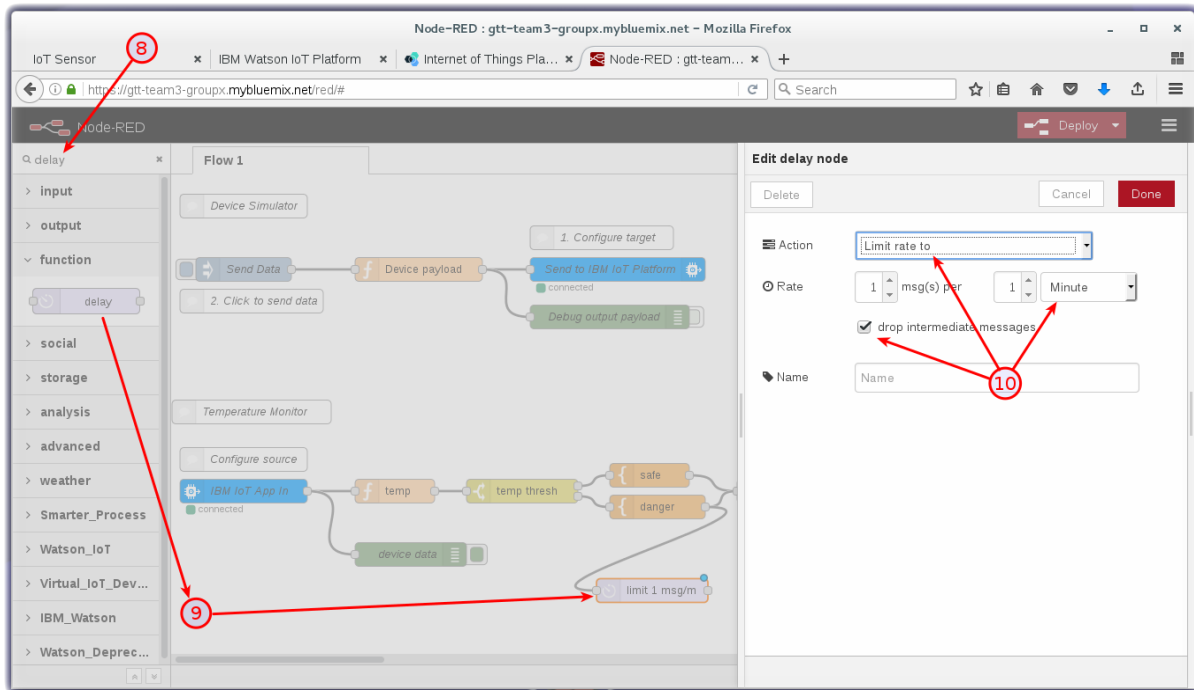 Node-RED : gtt-team3-groupx.mybluemix.net - Mozilla Firefox
IoT Sensor
IBM Watson IoT Platform
Internet of Things Pla...
Node-RED : gtt-team...
https://gtt-team3-groupx.mybluemix.net/red/#
Search
Node-RED
Deploy
delay
input
output
function
delay
social
storage
analysis
advanced
weather
Smarter_Process
Watson_IoT
Virtual_IoT_Dev...
IBM_Watson
Watson_Deprec...
Flow 1
Device Simulator
1. Configure target
Send Data
Device payload
Send to IBM IoT Platform
connected
2. Click to send data
Debug output payload
Temperature Monitor
Configure source
IBM IoT App In
connected
temp
temp thresh
safe
danger
device data
limit 1 msg/m
Edit delay node
Delete
Cancel
Done
Action
Limit rate to
Rate
1 msg(s) per 1 Minute
drop intermediate messages
Name
Name
8
9
10